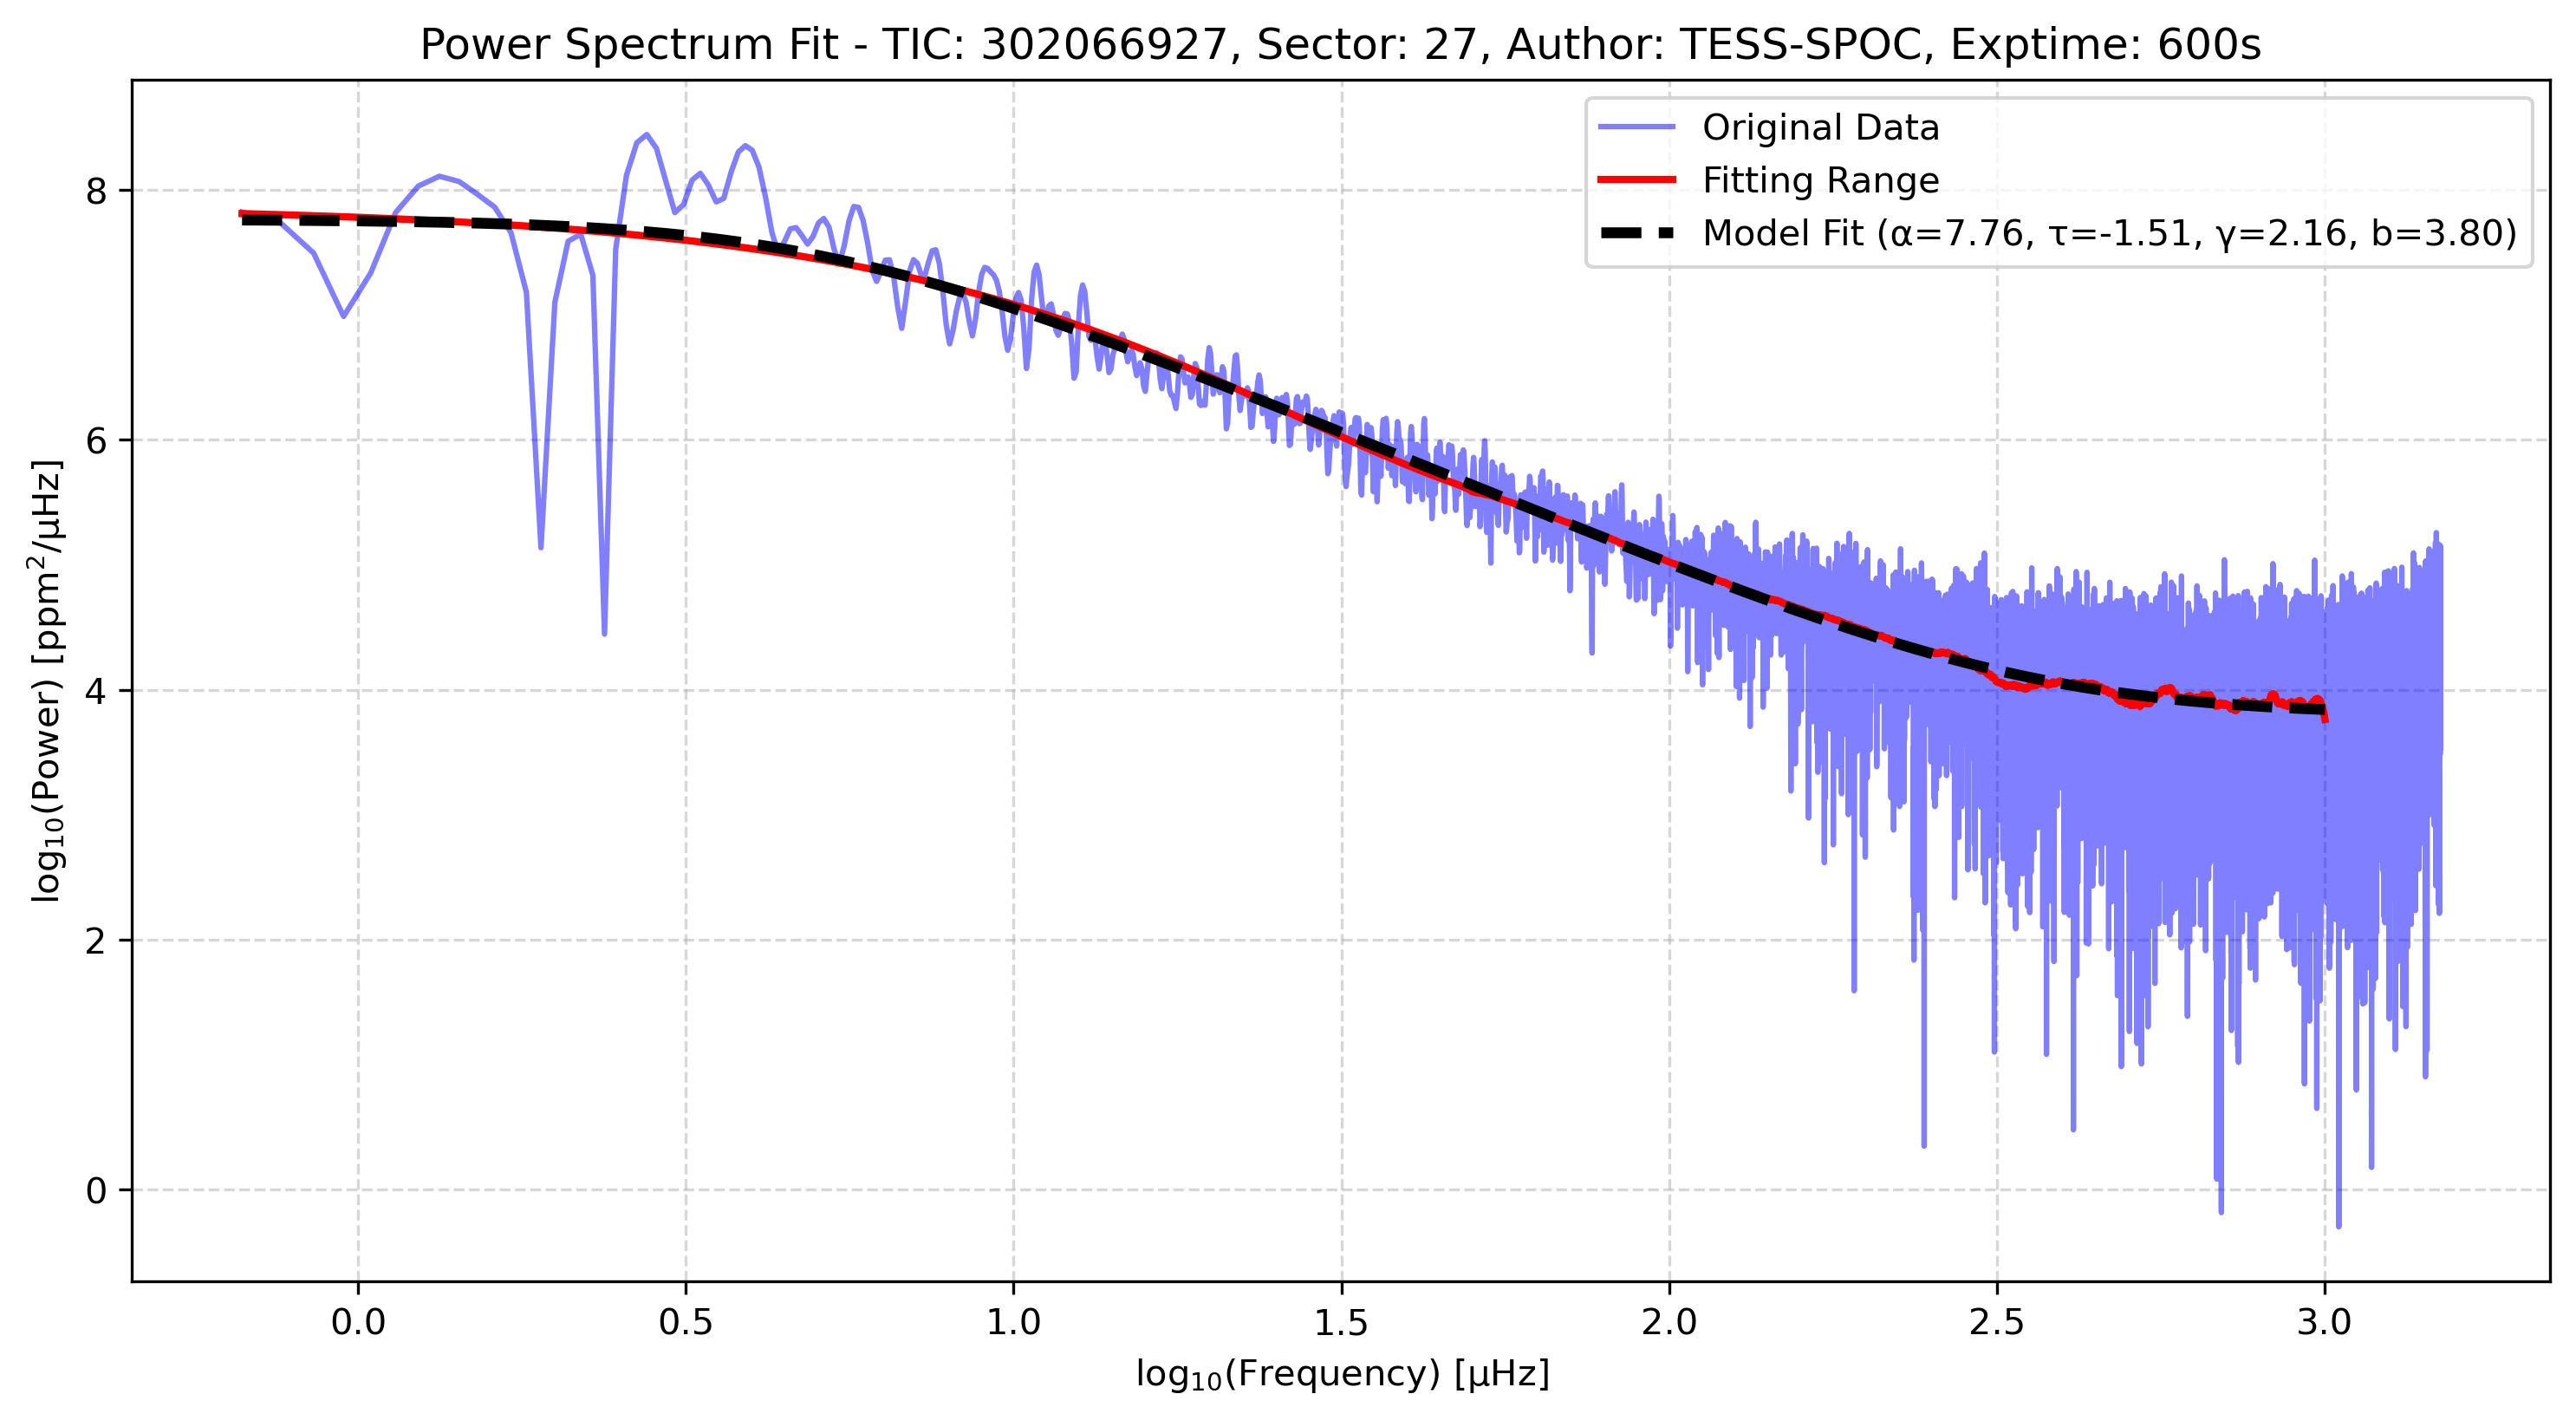 Power Spectrum Fit - TIC: 302066927, Sector: 27, Author: TESS-SPOC, Exptime: 600s
Original Data
Fitting Range
Model Fit (α=7.76, τ=-1.51, γ=2.16, b=3.80)
log₁₀(Power) [ppm²/μHz]
8
6
4
2
0
0.0 0.5 1.0 1.5 2.0 2.5 3.0
log₁₀(Frequency) [μHz]